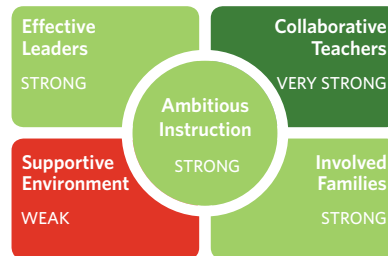 Effective
Leaders
STRONG
Collaborative
Teachers
VERY STRONG
Ambitious
Instruction
STRONG
Supportive
Environment
WEAK
Involved
Families
STRONG